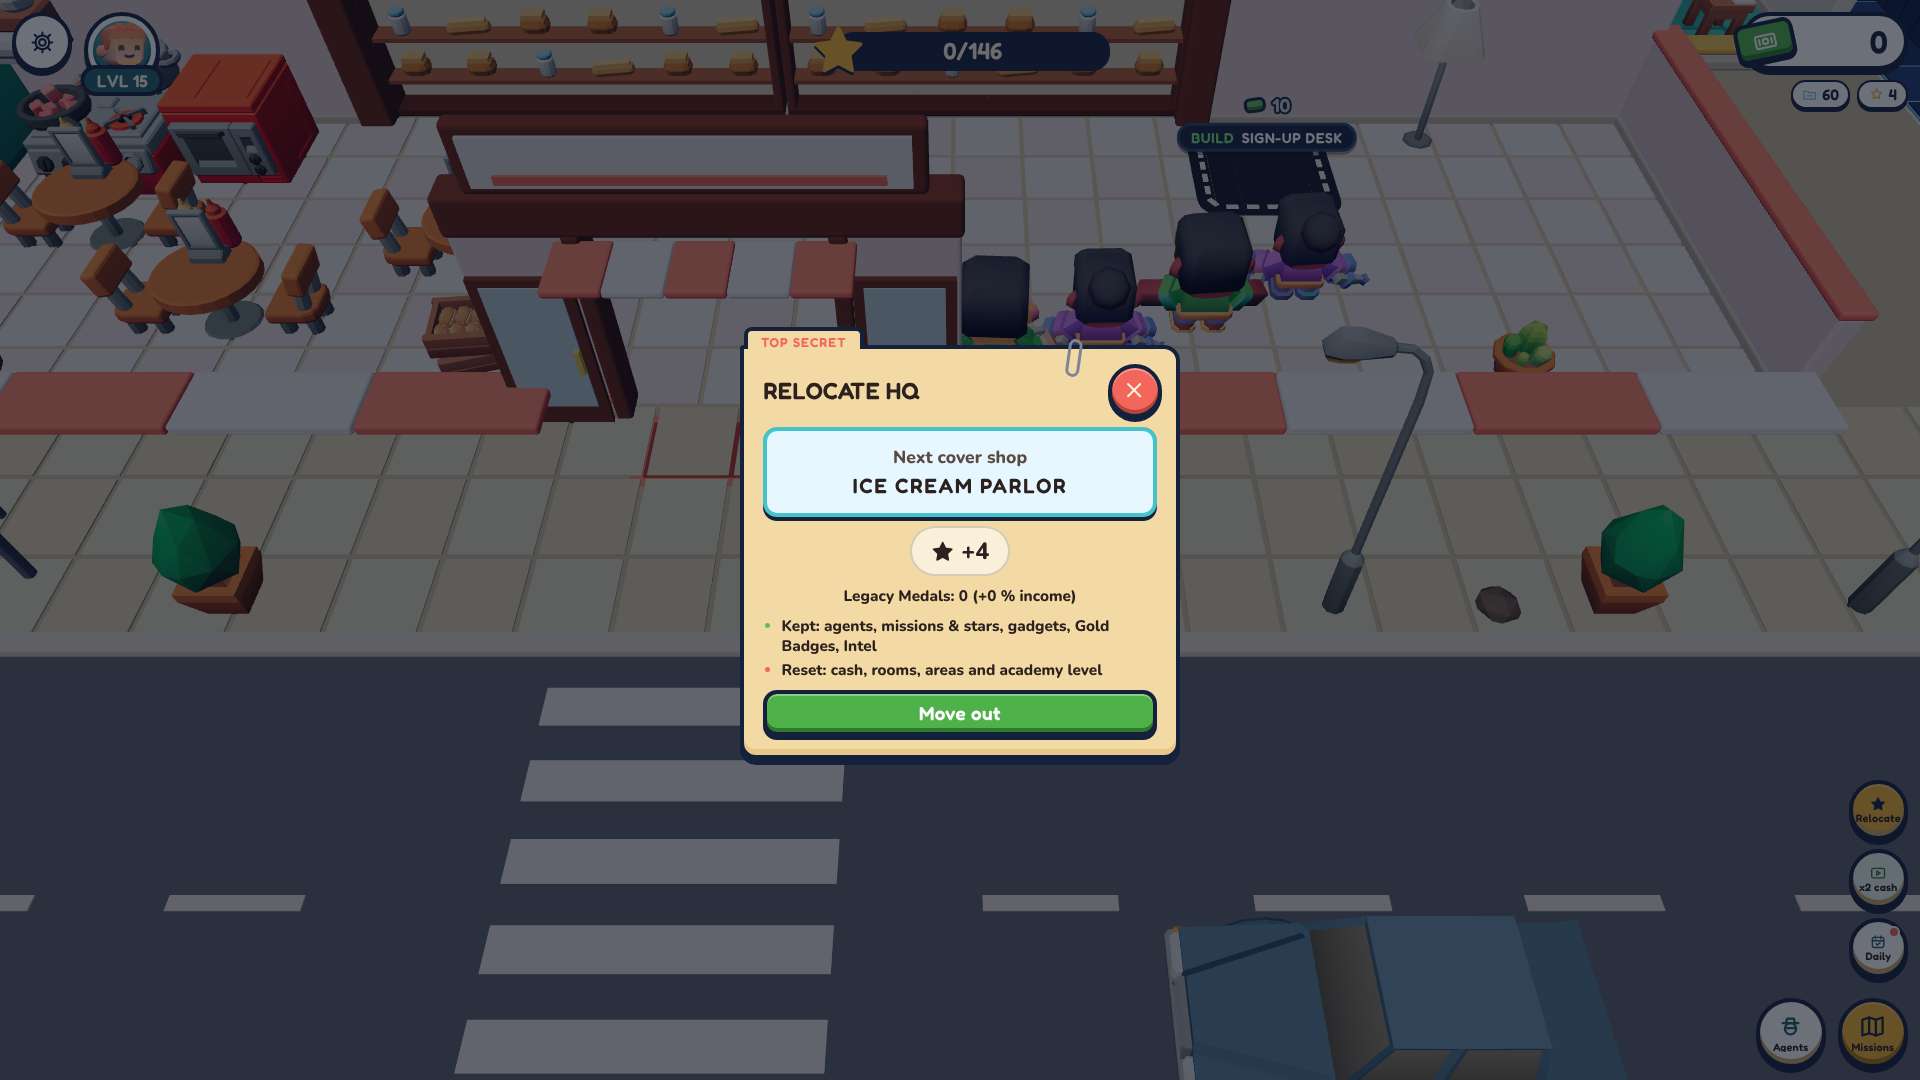 LVL 15
0/146
0
60
4
10
BUILD SIGN-UP DESK
TOP SECRET
RELOCATE HQ
Next cover shop
ICE CREAM PARLOR
+4
Legacy Medals: 0 (+0 % income)
Kept: agents, missions & stars, gadgets, Gold
Badges, Intel
Reset: cash, rooms, areas and academy level
Move out
Relocate
x2 cash
Daily
Agents
Missions